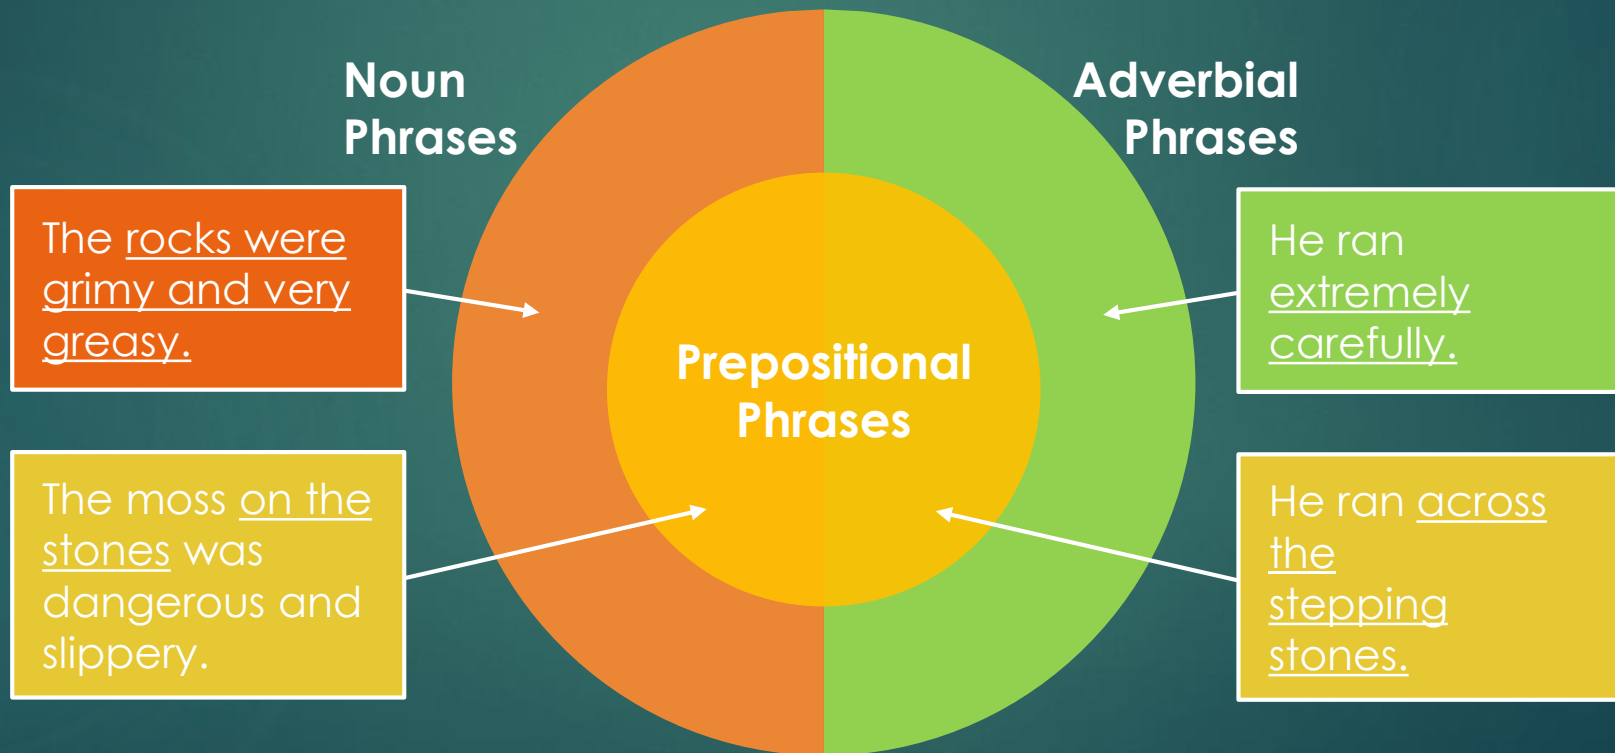 Noun
Phrases
Adverbial
Phrases
The rocks were
grimy and very
greasy.
He ran
extremely
carefully.
Prepositional
Phrases
The moss on the
stones was
dangerous and
slippery.
He ran across
the
stepping
stones.